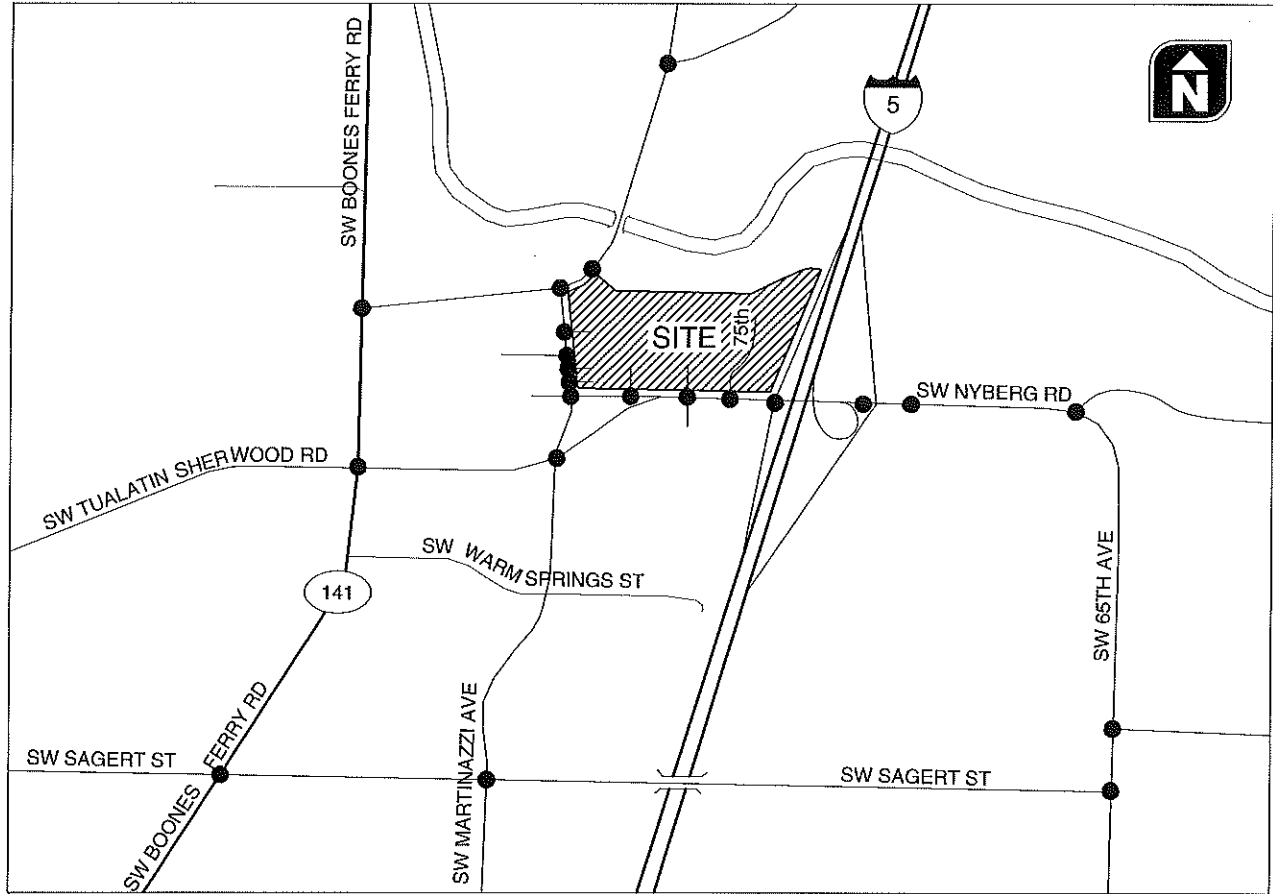 SW BOONES FERRY RD
5
N
SITE
75th
SW NYBERG RD
SW TUALATIN SHERWOOD RD
SW WARM SPRINGS ST
141
SW 65TH AVE
SW BOONES FERRY RD
SW MARTINAZZI AVE
SW SAGERT ST
SW SAGERT ST